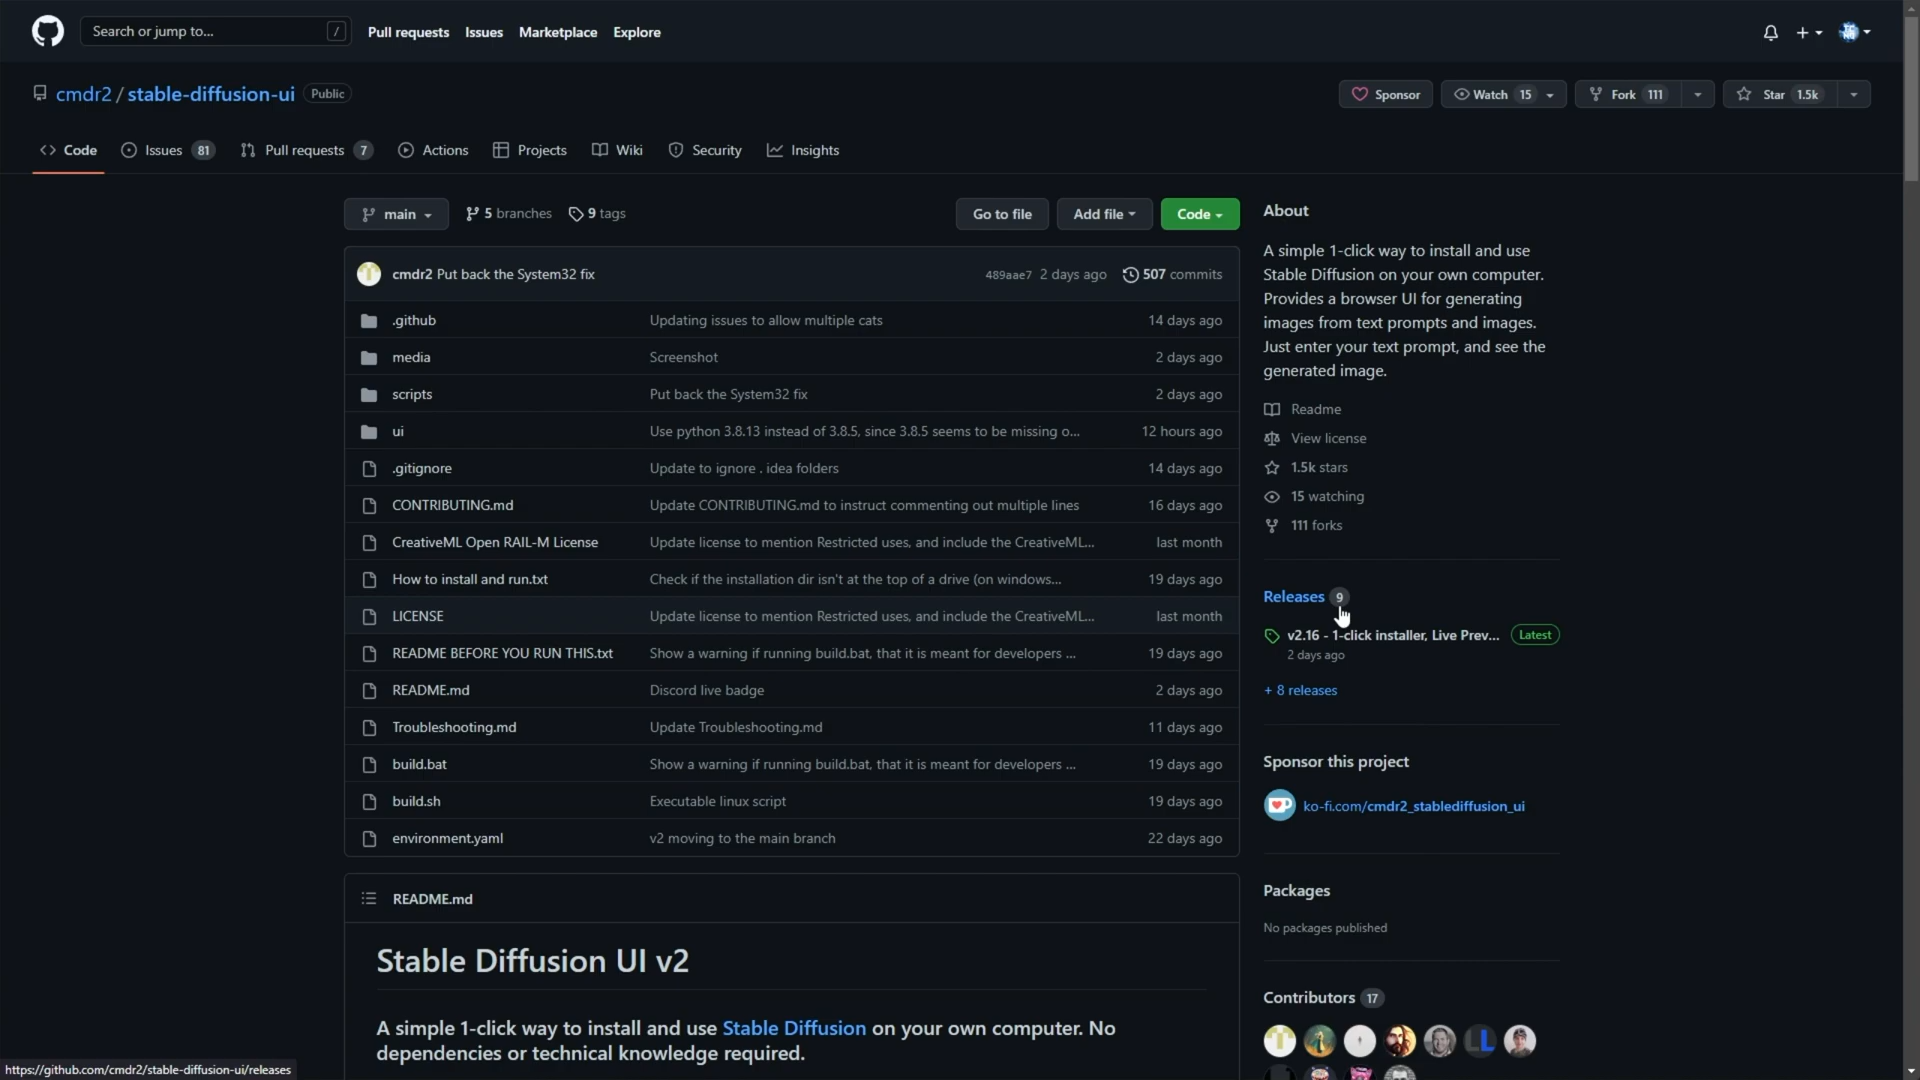 Search or jump to... /
Pull requests Issues Marketplace Explore
cmdr2 / stable-diffusion-ui Public
Sponsor Watch 15 Fork 111 Star 1.5k
Code Issues 81 Pull requests 7 Actions Projects Wiki Security Insights
main 5 branches 9 tags Go to file Add file Code
cmdr2 Put back the System32 fix 489aae7 2 days ago 507 commits
.github Updating issues to allow multiple cats 14 days ago
media Screenshot 2 days ago
scripts Put back the System32 fix 2 days ago
ui Use python 3.8.13 instead of 3.8.5, since 3.8.5 seems to be missing o... 12 hours ago
.gitignore Update to ignore . idea folders 14 days ago
CONTRIBUTING.md Update CONTRIBUTING.md to instruct commenting out multiple lines 16 days ago
CreativeML Open RAIL-M License Update license to mention Restricted uses, and include the CreativeML... last month
How to install and run.txt Check if the installation dir isn't at the top of a drive (on windows... 19 days ago
LICENSE Update license to mention Restricted uses, and include the CreativeML... last month
README BEFORE YOU RUN THIS.txt Show a warning if running build.bat, that it is meant for developers ... 19 days ago
README.md Discord live badge 2 days ago
Troubleshooting.md Update Troubleshooting.md 11 days ago
build.bat Show a warning if running build.bat, that it is meant for developers ... 19 days ago
build.sh Executable linux script 19 days ago
environment.yaml v2 moving to the main branch 22 days ago
README.md
Stable Diffusion UI v2
A simple 1-click way to install and use Stable Diffusion on your own computer. No
dependencies or technical knowledge required.
About
A simple 1-click way to install and use
Stable Diffusion on your own computer.
Provides a browser UI for generating
images from text prompts and images.
Just enter your text prompt, and see the
generated image.
Readme
View license
1.5k stars
15 watching
111 forks
Releases 9
v2.16 - 1-click installer, Live Prev... Latest
2 days ago
+ 8 releases
Sponsor this project
ko-fi.com/cmdr2_stablediffusion_ui
Packages
No packages published
Contributors 17
https://github.com/cmdr2/stable-diffusion-ui/releases